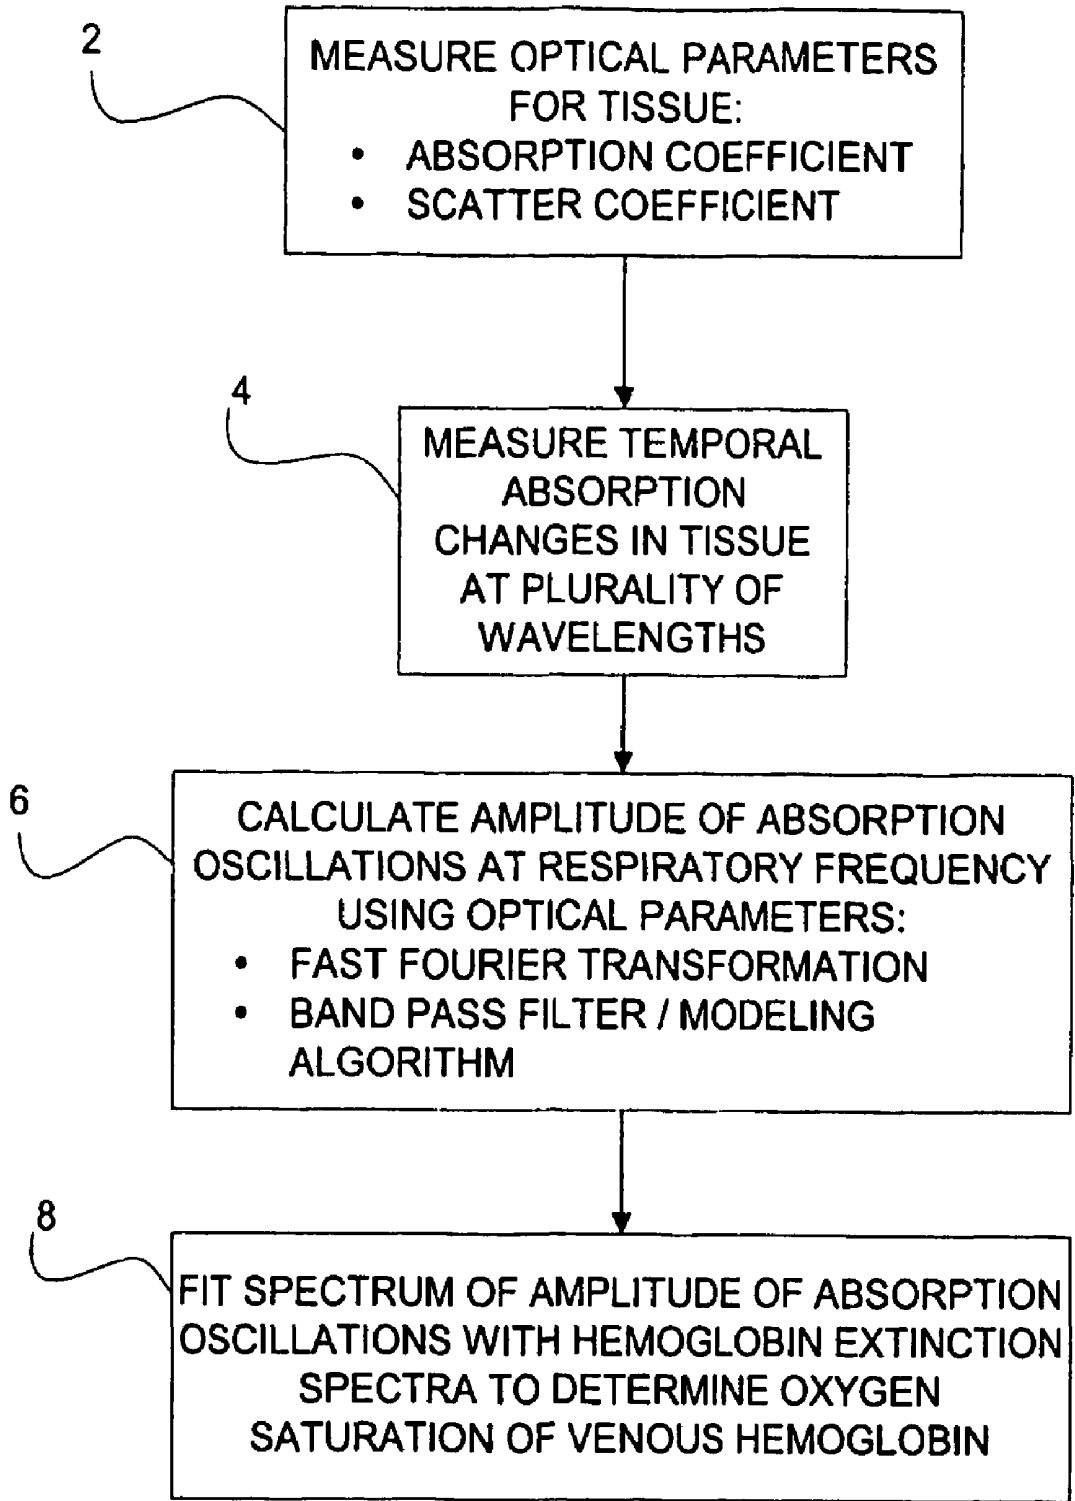 2
MEASURE OPTICAL PARAMETERS
FOR TISSUE:
• ABSORPTION COEFFICIENT
• SCATTER COEFFICIENT
4
MEASURE TEMPORAL
ABSORPTION
CHANGES IN TISSUE
AT PLURALITY OF
WAVELENGTHS
6
CALCULATE AMPLITUDE OF ABSORPTION
OSCILLATIONS AT RESPIRATORY FREQUENCY
USING OPTICAL PARAMETERS:
• FAST FOURIER TRANSFORMATION
• BAND PASS FILTER / MODELING
ALGORITHM
8
FIT SPECTRUM OF AMPLITUDE OF ABSORPTION
OSCILLATIONS WITH HEMOGLOBIN EXTINCTION
SPECTRA TO DETERMINE OXYGEN
SATURATION OF VENOUS HEMOGLOBIN